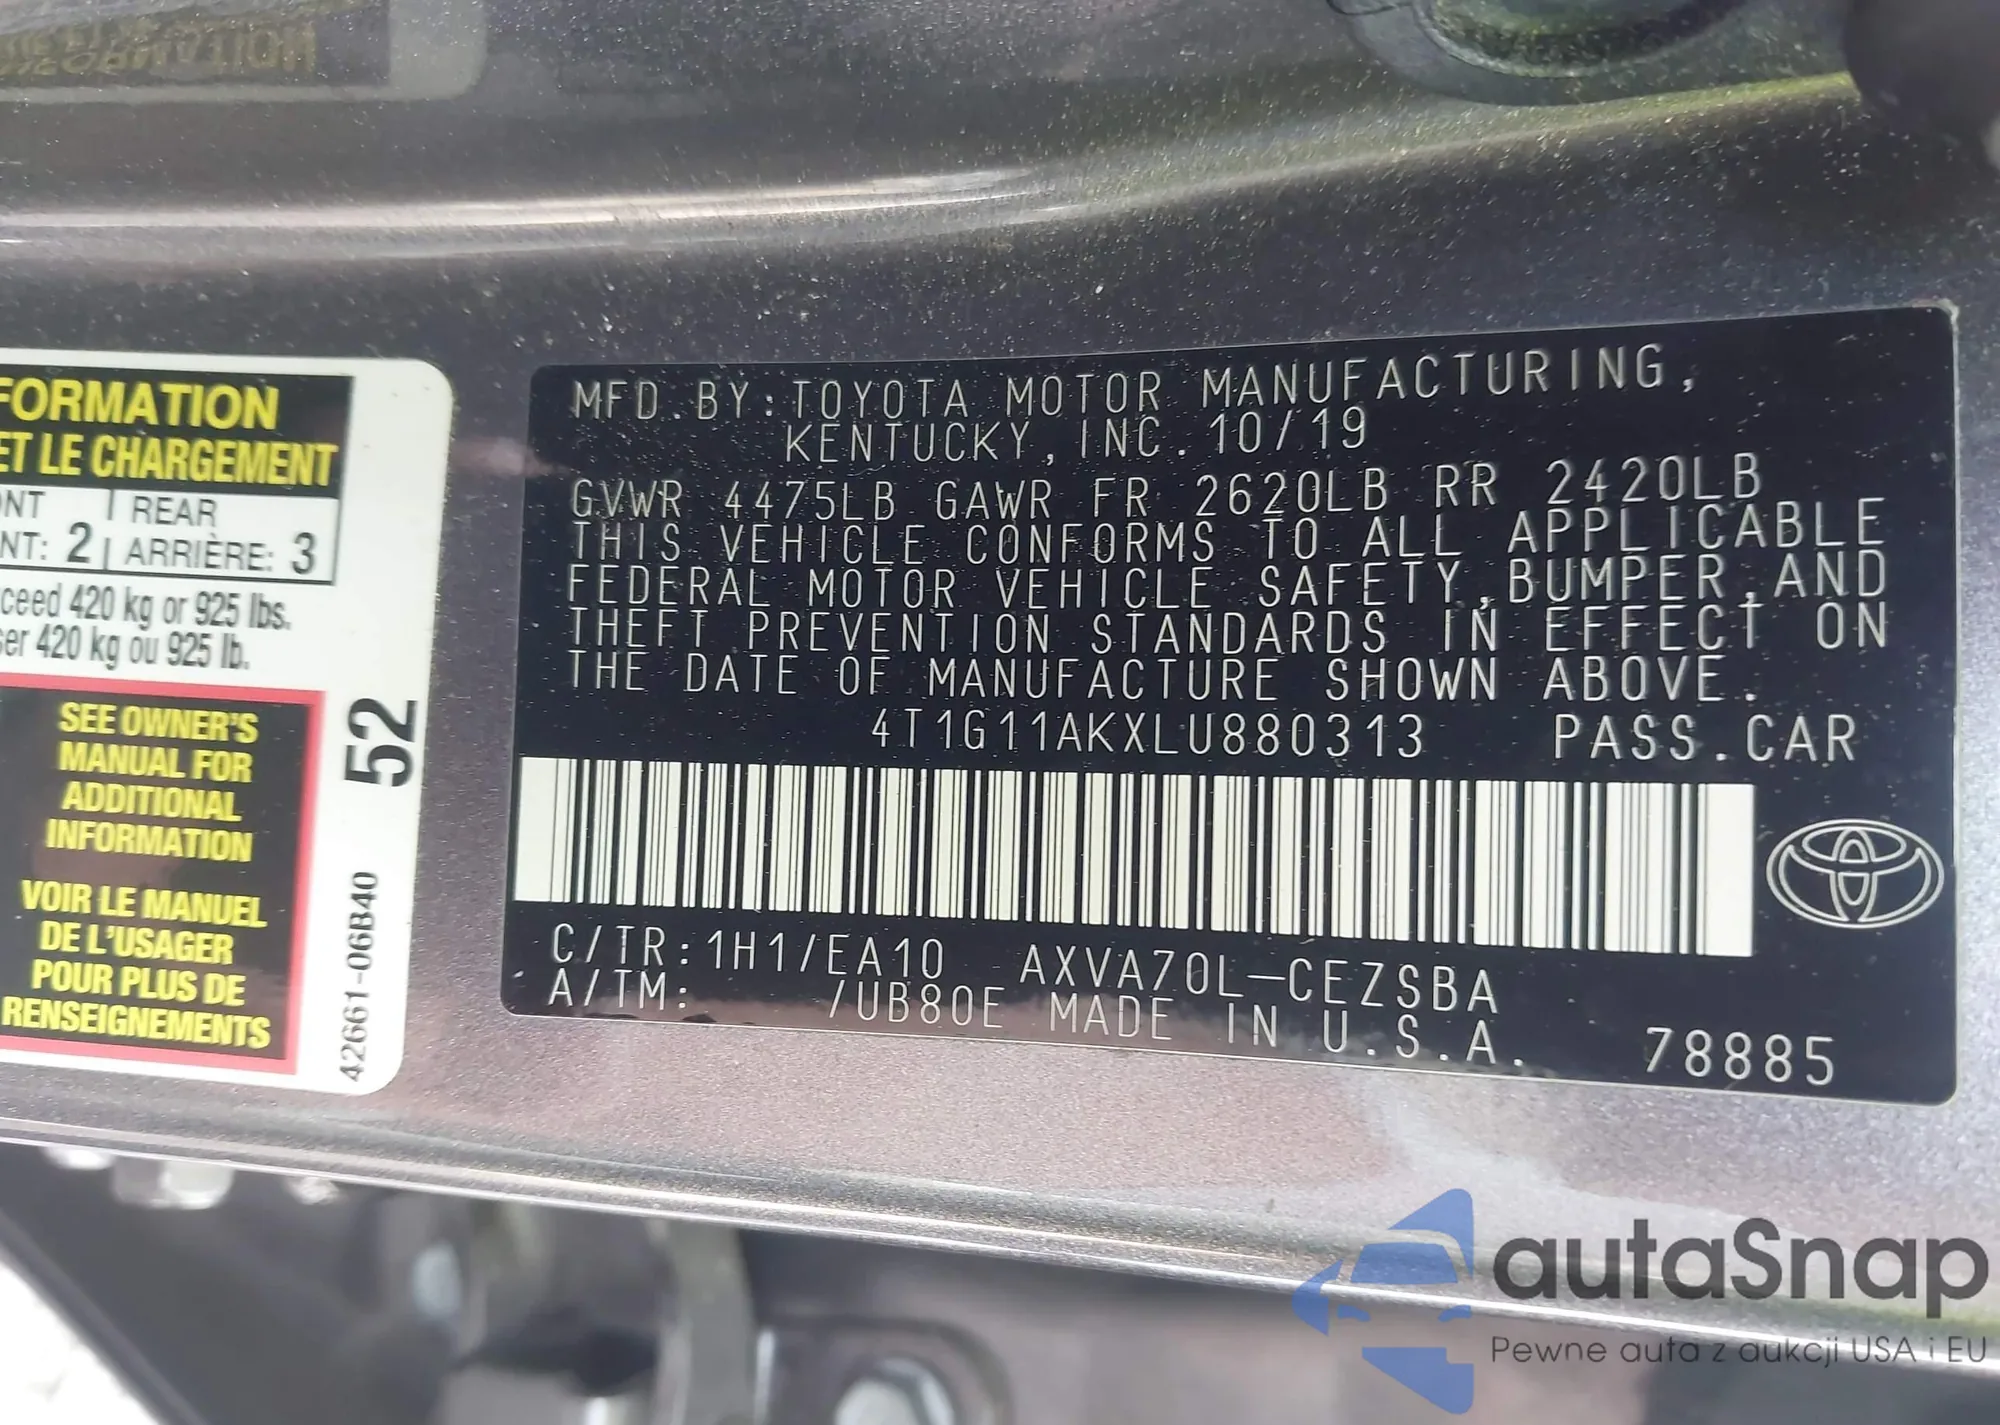 FORMATION
ET LE CHARGEMENT
REAR
NT: 2 ARRIÈRE: 3
ceed 420 kg or 925 lbs.
ser 420 kg ou 925 lb.
SEE OWNER'S
MANUAL FOR
ADDITIONAL
INFORMATION
VOIR LE MANUEL
DE L'USAGER
POUR PLUS DE
RENSEIGNEMENTS
52
42661-06B40
MFD.BY:TOYOTA MOTOR MANUFACTURING,
KENTUCKY,INC.10/19
GVWR 4475LB GAWR FR 2620LB RR 2420LB
THIS VEHICLE CONFORMS TO ALL APPLICABLE
FEDERAL MOTOR VEHICLE SAFETY,BUMPER,AND
THEFT PREVENTION STANDARDS IN EFFECT ON
THE DATE OF MANUFACTURE SHOWN ABOVE.
4T1G11AKXLU880313 PASS.CAR
C/TR:1H1/EA10 AXVA70L-CEZSBA
A/TM: /UB80E MADE IN U.S.A. 78885
autaSnap
Pewne auta z aukcji USA i EU